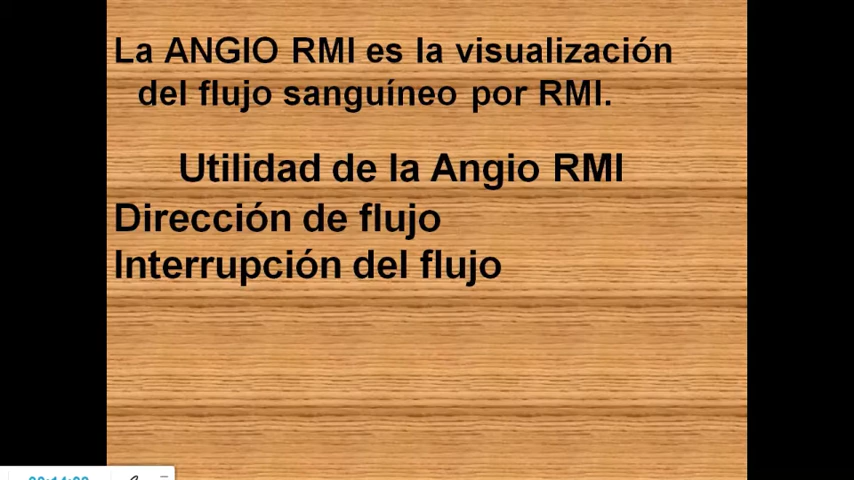 La ANGIO RMI es la visualización
del flujo sanguíneo por RMI.
Utilidad de la Angio RMI
Dirección de flujo
Interrupción del flujo